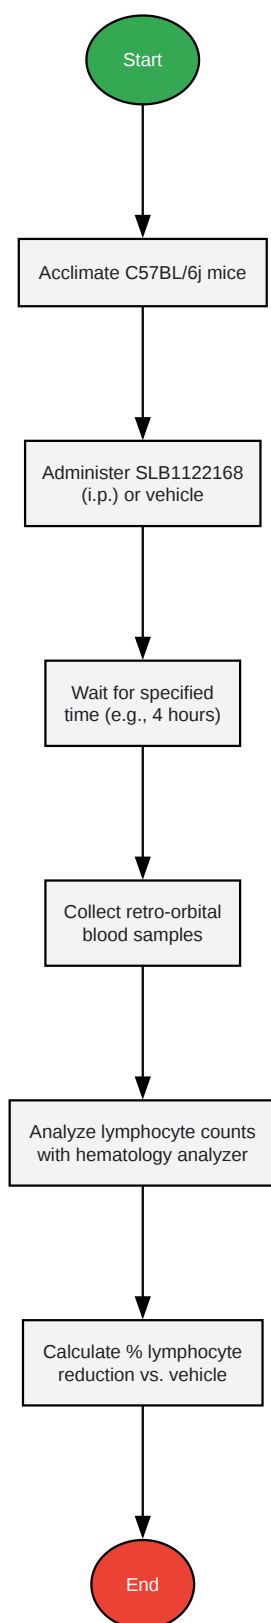 Start
Acclimate C57BL/6j mice
Administer SLB1122168
(i.p.) or vehicle
Wait for specified
time (e.g., 4 hours)
Collect retro-orbital
blood samples
Analyze lymphocyte counts
with hematology analyzer
Calculate % lymphocyte
reduction vs. vehicle
End